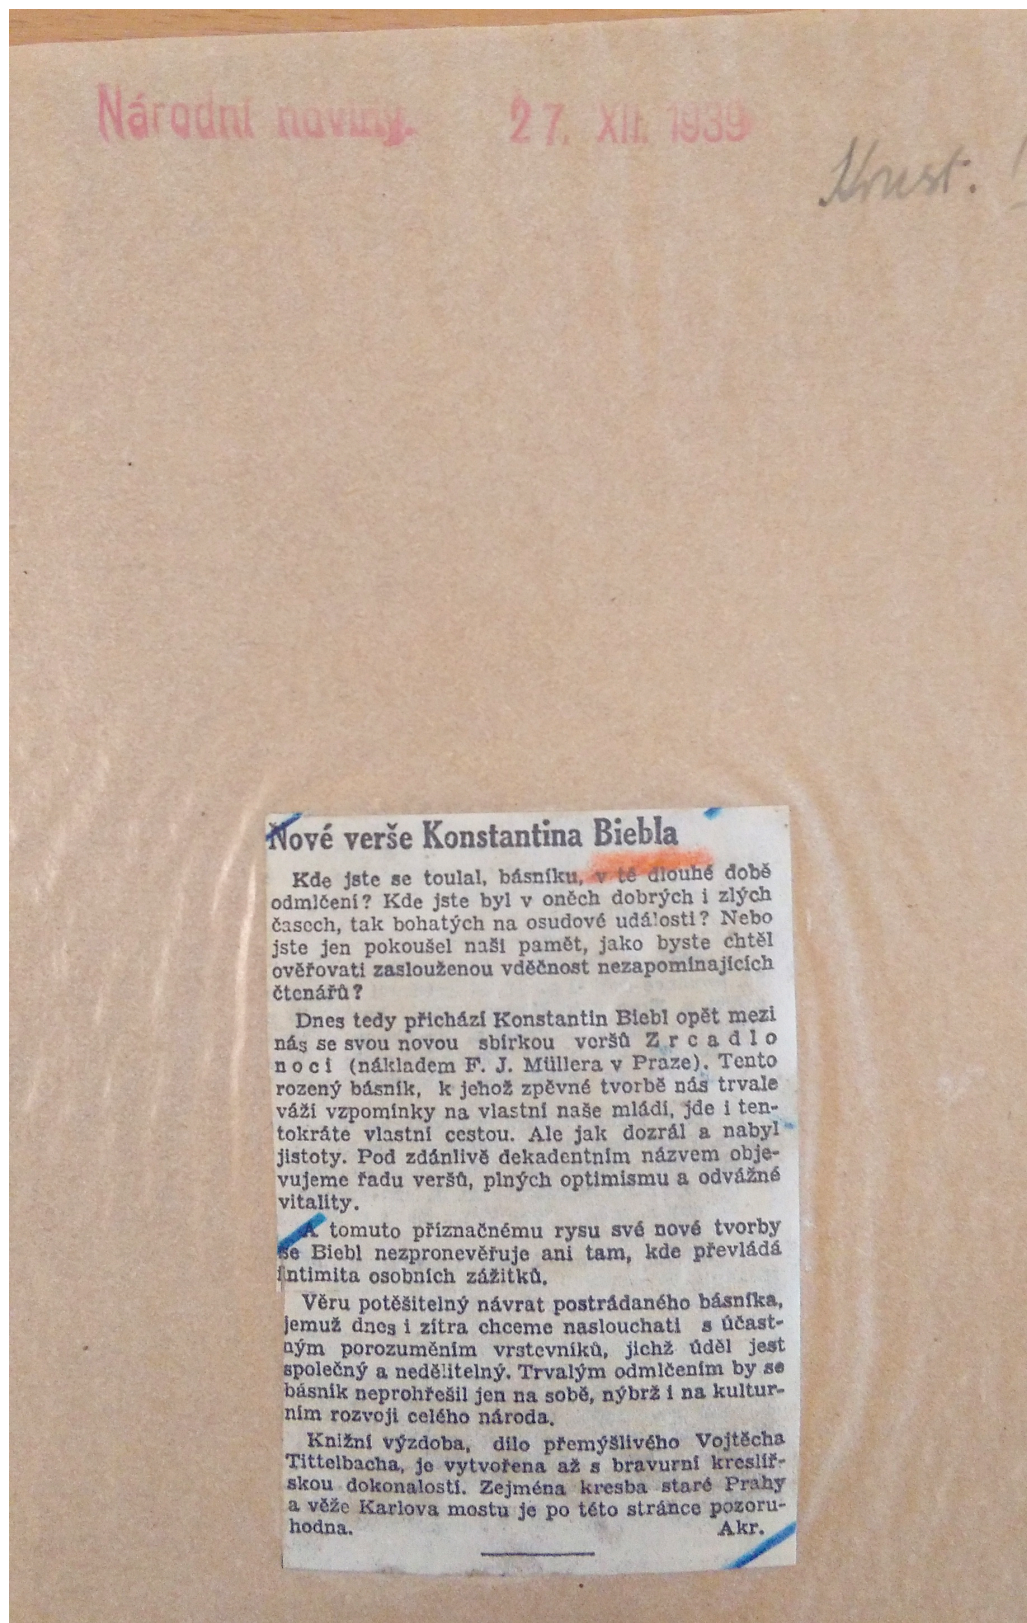 Národní noviny. 27. XII. 1939
Nové verše Konstantina Biebla
Kde jste se toulal, básníku, v té dlouhé době
odmlčení? Kde jste byl v oněch dobrých i zlých
časech, tak bohatých na osudové události? Nebo
jste jen pokoušel naši pamět, jako byste chtěl
ověřovati zaslouženou vděčnost nezapomínajících
čtenářů?
Dnes tedy přichází Konstantin Biebl opět mezi
nás se svou novou sbírkou veršů Zrcadlo
noci (nákladem F. J. Müllera v Praze). Tento
rozený básník, k jehož zpěvné tvorbě nás trvale
váží vzpomínky na vlastní naše mládí, jde i ten-
tokráte vlastní cestou. Ale jak dozrál a nabyl
jistoty. Pod zdánlivě dekadentním názvem obje-
vujeme řadu veršů, plných optimismu a odvážné
vitality.
A tomuto příznačnému rysu své nové tvorby
se Biebl nezpronevěřuje ani tam, kde převládá
intimita osobních zážitků.
Věru potěšitelný návrat postrádaného básníka,
jemuž dnes i zítra chceme naslouchati s účast-
ným porozuměním vrstevníků, jichž úděl jest
společný a nedělitelný. Trvalým odmlčením by se
básník neprohřešil jen na sobě, nýbrž i na kultur-
ním rozvoji celého národa.
Knižní výzdoba, dílo přemýšlivého Vojtěcha
Tittelbacha, je vytvořena až s bravurní kreslíř-
skou dokonalostí. Zejména kresba staré Prahy
a věže Karlova mostu je po této stránce pozoru-
hodna. Akr.